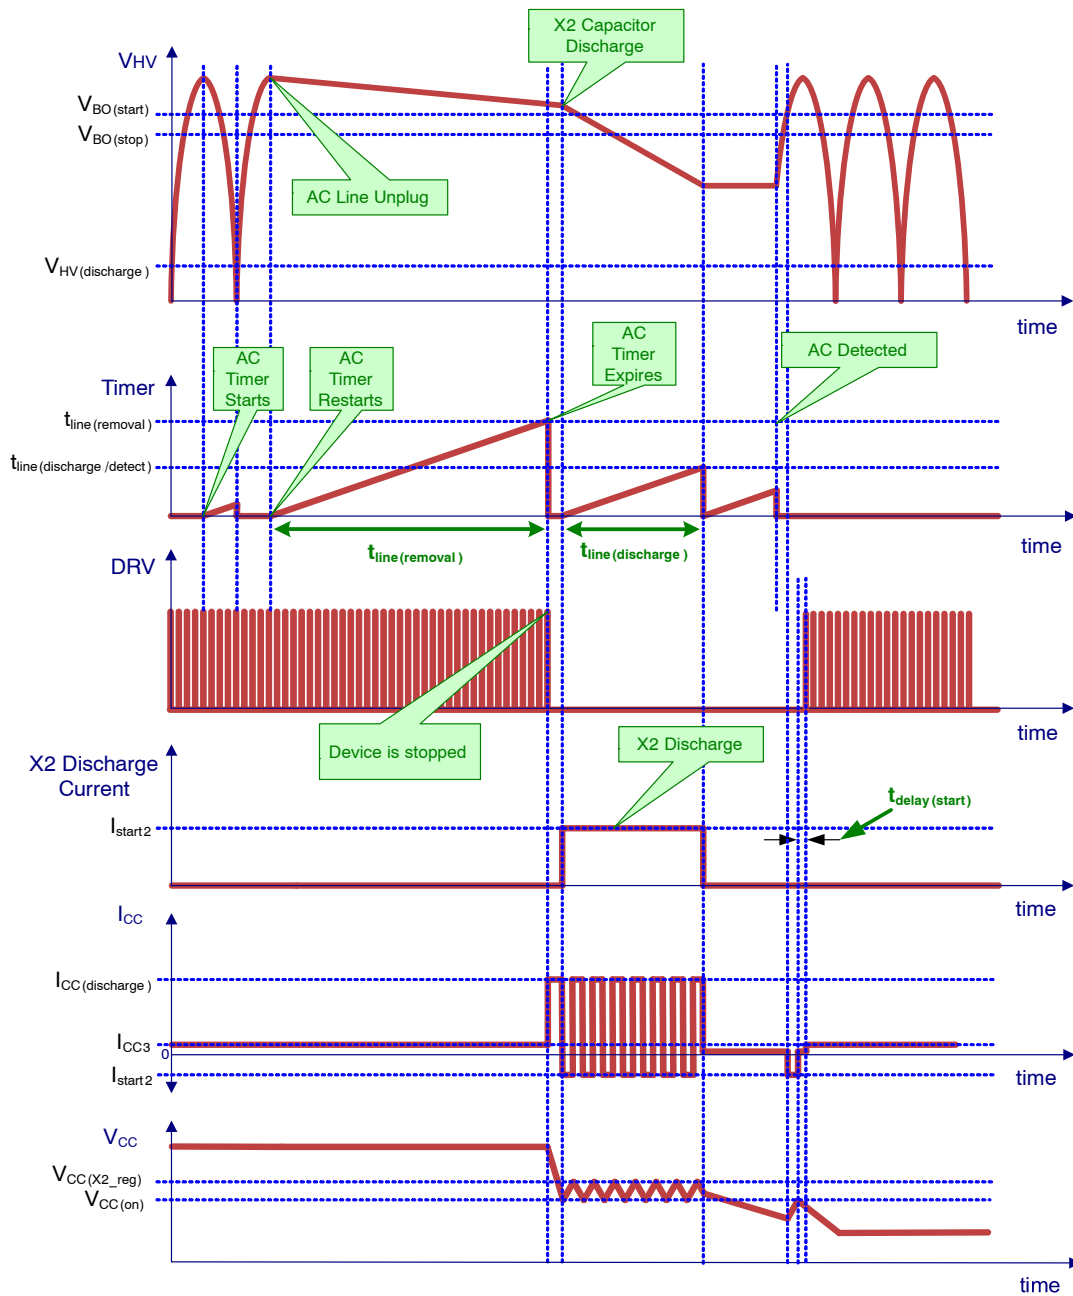 X2 Capacitor
Discharge
VHV
VBO(start)
VBO(stop)
AC Line Unplug
VHV(discharge)
time
AC
Timer
Expires
AC Detected
AC
Timer
Starts
AC
Timer
Restarts
Timer
tline(removal)
tline(discharge/detect)
tline(removal)
tline(discharge)
time
DRV
time
Device is stopped
X2 Discharge
X2 Discharge
Current
tdelay(start)
Istart2
time
ICC
ICC(discharge)
ICC3
0
Istart2
time
VCC
VCC(X2_reg)
VCC(on)
time